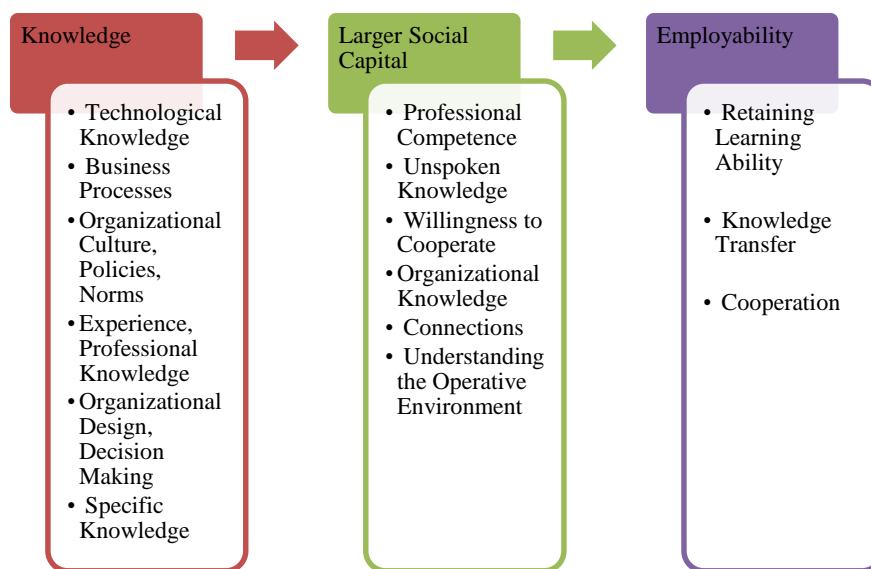 Knowledge
• Technological
Knowledge
• Business
Processes
• Organizational
Culture,
Policies,
Norms
• Experience,
Professional
Knowledge
• Organizational
Design,
Decision
Making
• Specific
Knowledge
Larger Social
Capital
• Professional
Competence
• Unspoken
Knowledge
• Willingness to
Cooperate
• Organizational
Knowledge
• Connections
• Understanding
the Operative
Environment
Employability
• Retaining
Learning
Ability
• Knowledge
Transfer
• Cooperation